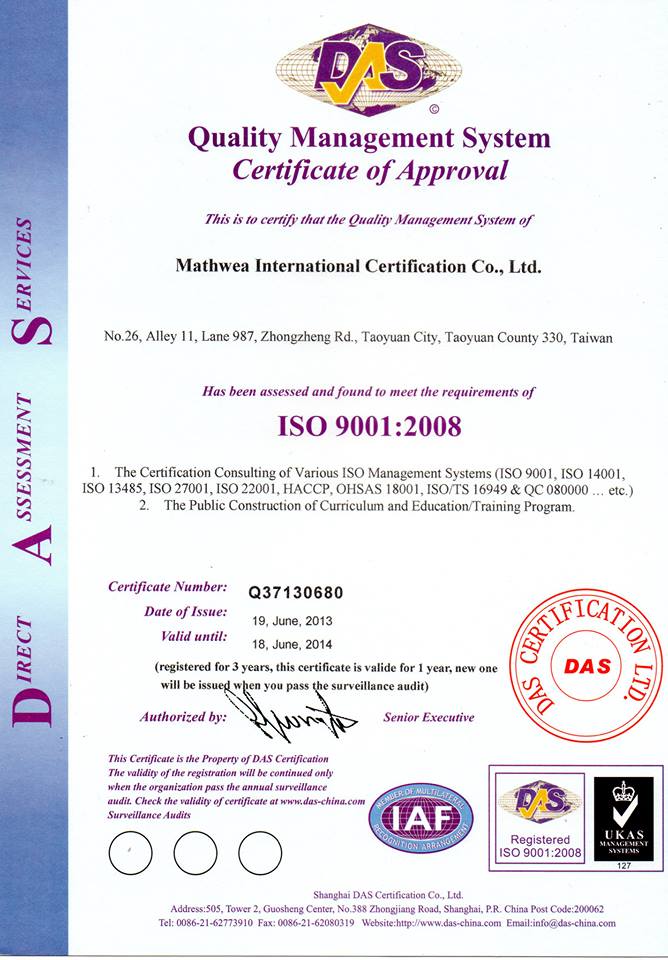 DAS
©
Quality Management System
Certificate of Approval
This is to certify that the Quality Management System of
Mathwea International Certification Co., Ltd.
No.26, Alley 11, Lane 987, Zhongzheng Rd., Taoyuan City, Taoyuan County 330, Taiwan
Has been assessed and found to meet the requirements of
ISO 9001:2008
1. The Certification Consulting of Various ISO Management Systems (ISO 9001, ISO 14001,
ISO 13485, ISO 27001, ISO 22001, HACCP, OHSAS 18001, ISO/TS 16949 & QC 080000 ... etc.)
2. The Public Construction of Curriculum and Education/Training Program.
DIRECT ASSESSMENT SERVICES
Certificate Number: Q37130680
Date of Issue: 19, June, 2013
Valid until: 18, June, 2014
(registered for 3 years, this certificate is valide for 1 year, new one
will be issued when you pass the surveillance audit)
Authorized by: Senior Executive
DAS CERTIFICATION LTD.
DAS
This Certificate is the Property of DAS Certification
The validity of the registration will be continued only
when the organization pass the annual surveillance
audit. Check the validity of certificate at www.das-china.com
Surveillance Audits
MEMBER OF MULTILATERAL
IAF
RECOGNITION ARRANGEMENT
DAS
Registered
ISO 9001:2008
UKAS
MANAGEMENT
SYSTEMS
127
Shanghai DAS Certification Co., Ltd.
Address:505, Tower 2, Guosheng Center, No.388 Zhongjiang Road, Shanghai, P.R. China Post Code:200062
Tel: 0086-21-62773910 Fax: 0086-21-62080319 Website:http://www.das-china.com Email:info@das-china.com